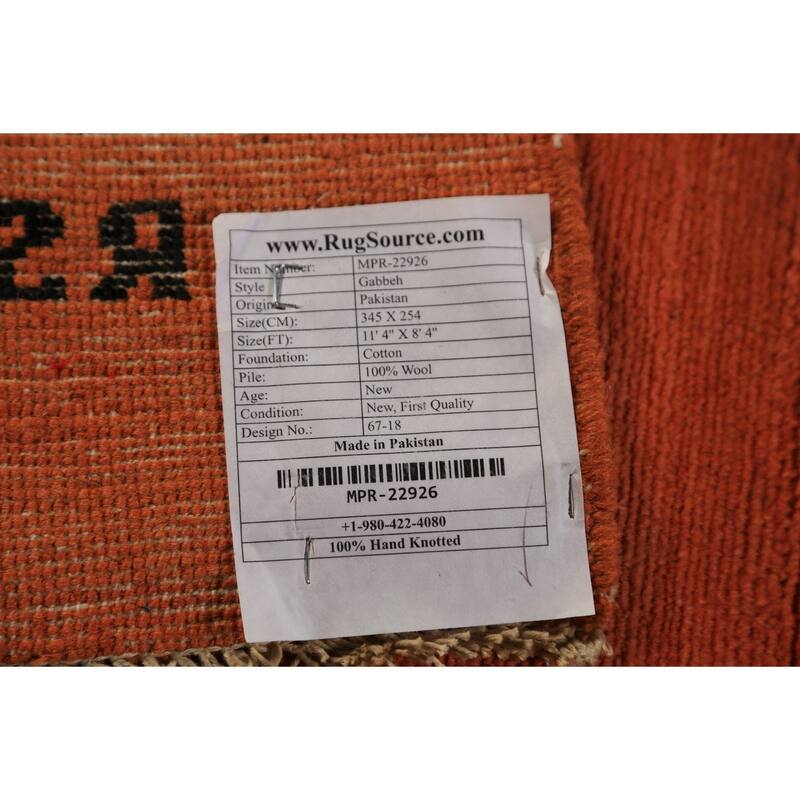 www.RugSource.com
Item Number: MPR-22926
Style Gabbeh
Origin Pakistan
Size(CM): 345 X 254
Size(FT): 11' 4" X 8' 4"
Foundation: Cotton
Pile: 100% Wool
Age: New
Condition: New, First Quality
Design No.: 67-18
Made in Pakistan
MPR-22926
+1-980-422-4080
100% Hand Knotted